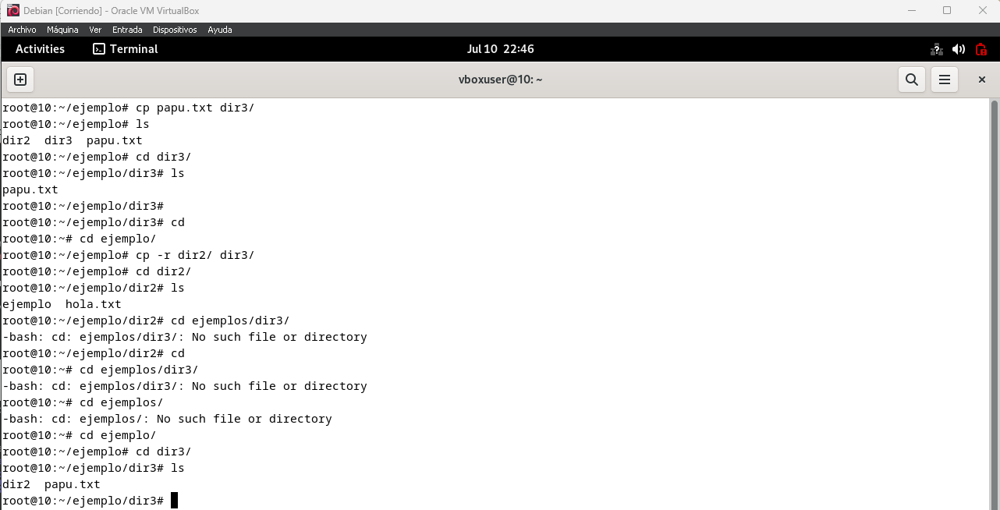 Debian [Corriendo] - Oracle VM VirtualBox
Archivo Máquina Ver Entrada Dispositivos Ayuda
Activities Terminal Jul 10 22:46
vboxuser@10: ~
root@10:~/ejemplo# cp papu.txt dir3/
root@10:~/ejemplo# ls
dir2  dir3  papu.txt
root@10:~/ejemplo# cd dir3/
root@10:~/ejemplo/dir3# ls
papu.txt
root@10:~/ejemplo/dir3#
root@10:~/ejemplo/dir3# cd
root@10:~# cd ejemplo/
root@10:~/ejemplo# cp -r dir2/ dir3/
root@10:~/ejemplo# cd dir2/
root@10:~/ejemplo/dir2# ls
ejemplo  hola.txt
root@10:~/ejemplo/dir2# cd ejemplos/dir3/
-bash: cd: ejemplos/dir3/: No such file or directory
root@10:~/ejemplo/dir2# cd
root@10:~# cd ejemplos/dir3/
-bash: cd: ejemplos/dir3/: No such file or directory
root@10:~# cd ejemplos/
-bash: cd: ejemplos/: No such file or directory
root@10:~# cd ejemplo/
root@10:~/ejemplo# cd dir3/
root@10:~/ejemplo/dir3# ls
dir2  papu.txt
root@10:~/ejemplo/dir3#